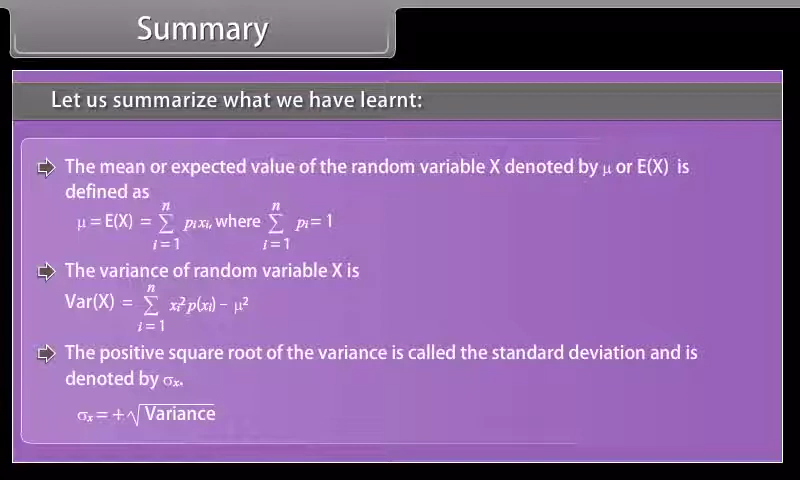 Summary
Let us summarize what we have learnt:
The mean or expected value of the random variable X denoted by μ or E(X) is
defined as
μ = E(X) = n∑i = 1 pᵢxᵢ, where n∑i = 1 pᵢ = 1
The variance of random variable X is
Var(X) = n∑i = 1 xᵢ²p(xᵢ) – μ²
The positive square root of the variance is called the standard deviation and is
denoted by σₓ.
σₓ = + √Variance